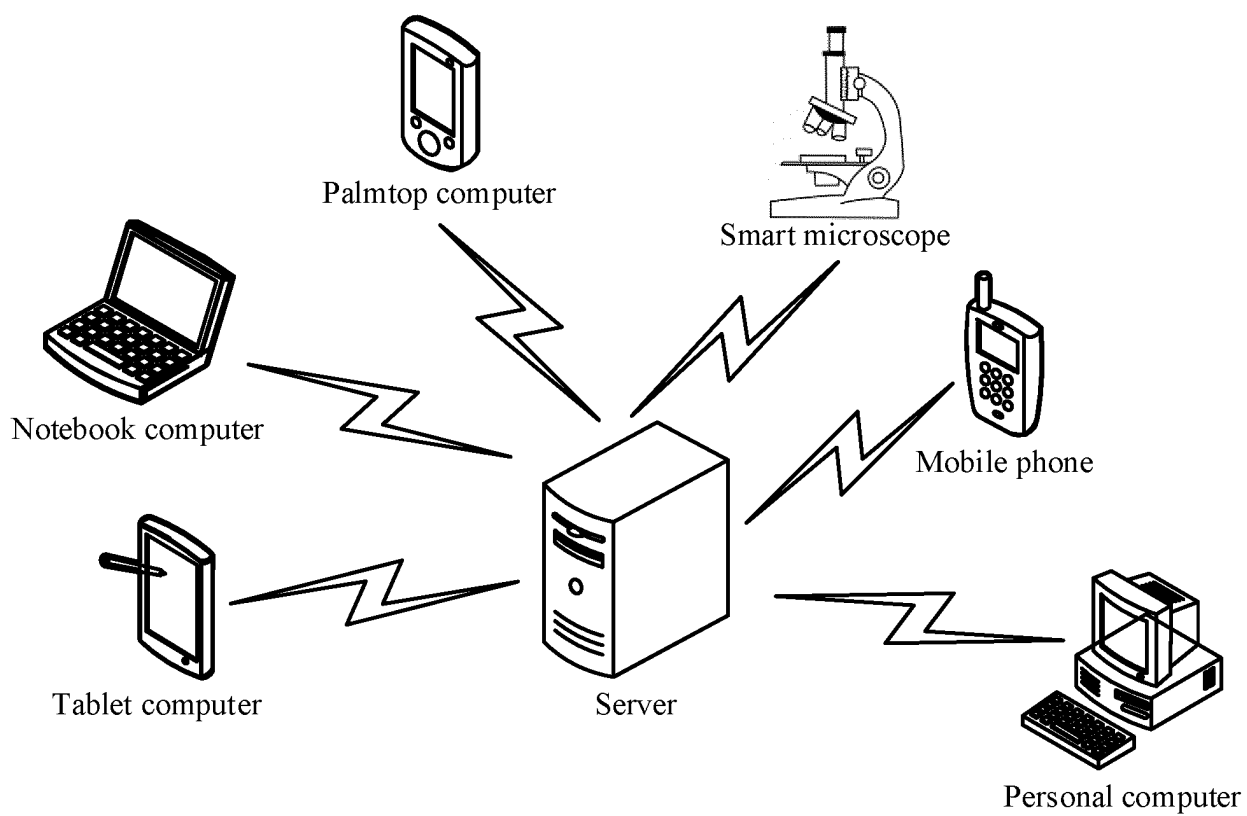 Palmtop computer
Smart microscope
Notebook computer
Mobile phone
Tablet computer
Server
Personal computer